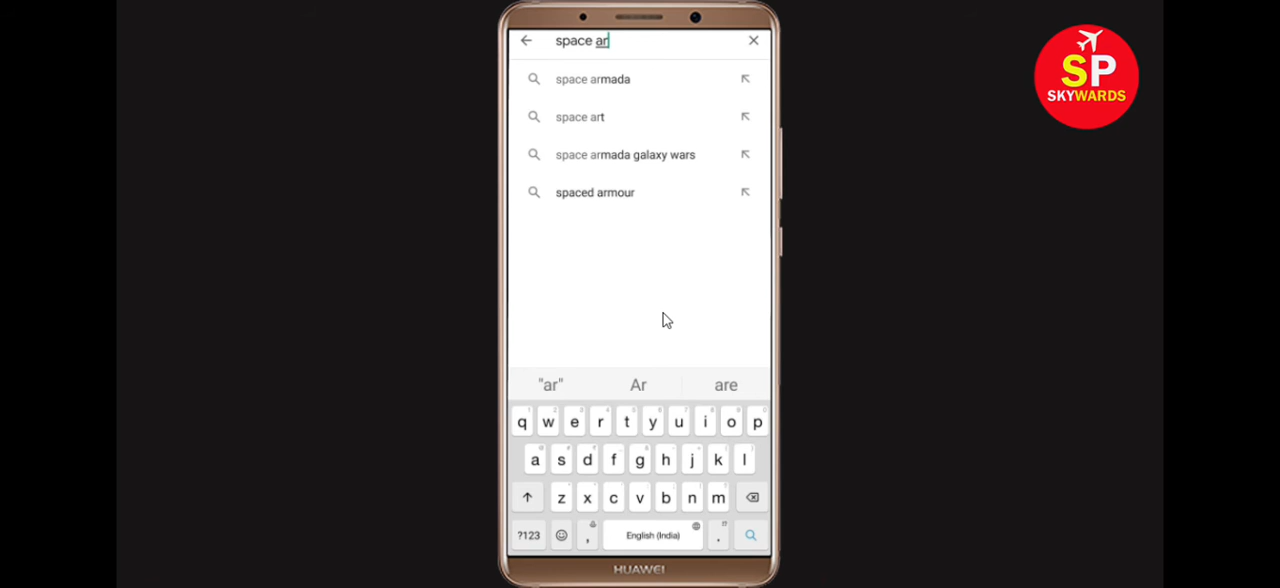 space ar
space armada
space art
space armada galaxy wars
spaced armour
"ar" Ar are
q w e r t y u i o p
a s d f g h j k l
z x c v b n m
?123 , English (India) .
HUAWEI
SP
SKYWARDS